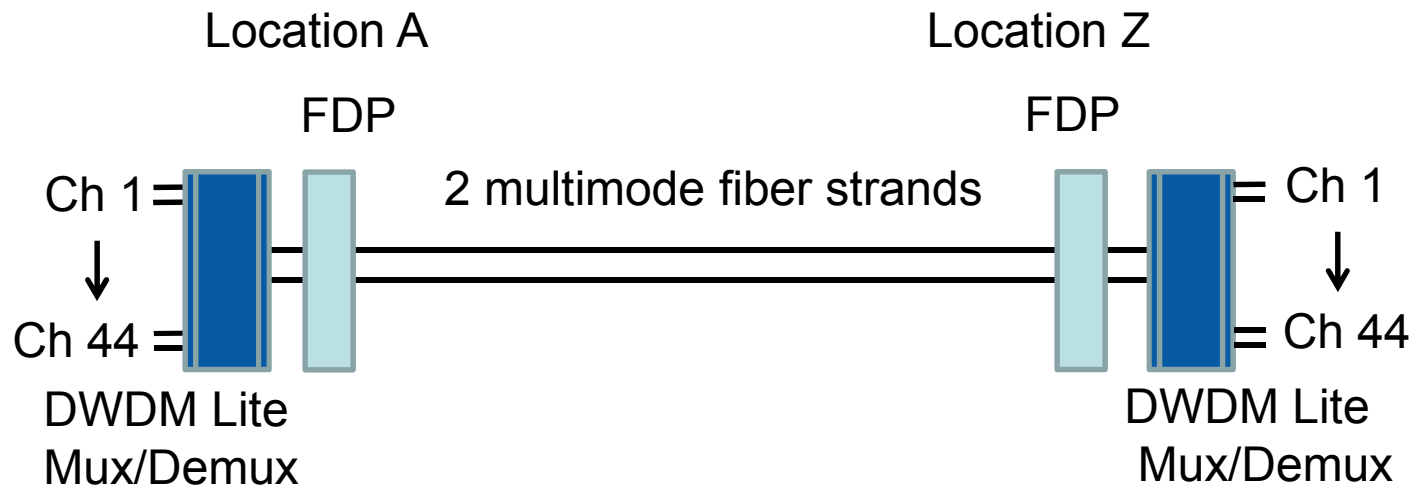 Location A
Location Z
FDP
FDP
Ch 1
2 multimode fiber strands
Ch 1
Ch 44
Ch 44
DWDM Lite
Mux/Demux
DWDM Lite
Mux/Demux